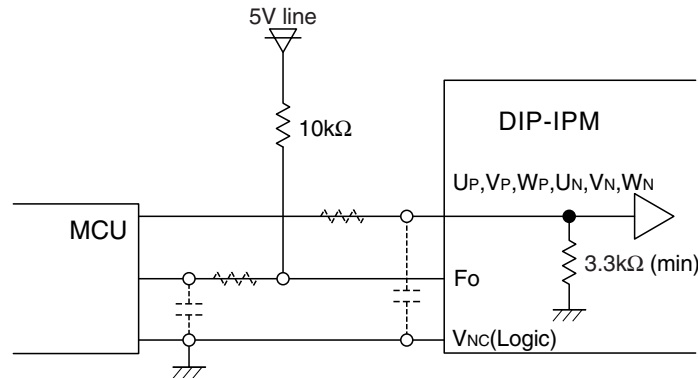 5V line
10kΩ
DIP-IPM
UP,VP,WP,UN,VN,WN
MCU
3.3kΩ (min)
Fo
VNC(Logic)